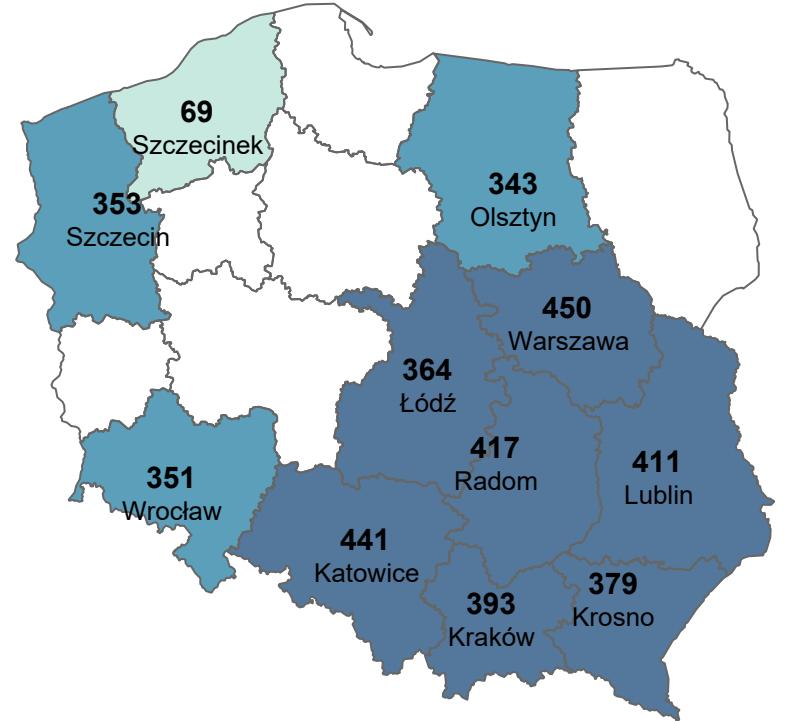 69
Szczecinek
343
Olsztyn
353
Szczecin
450
Warszawa
364
Łódź
417
Radom
411
Lublin
351
Wrocław
441
Katowice
379
Krosno
393
Kraków